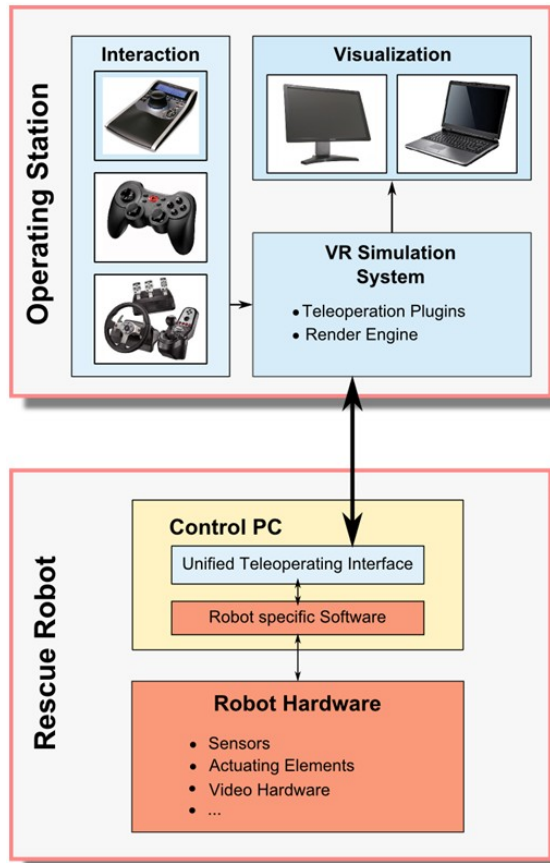 Operating Station
Interaction
Visualization
VR Simulation
System
• Teleoperation Plugins
• Render Engine
Rescue Robot
Control PC
Unified Teleoperating Interface
Robot specific Software
Robot Hardware
• Sensors
• Actuating Elements
• Video Hardware
• ...